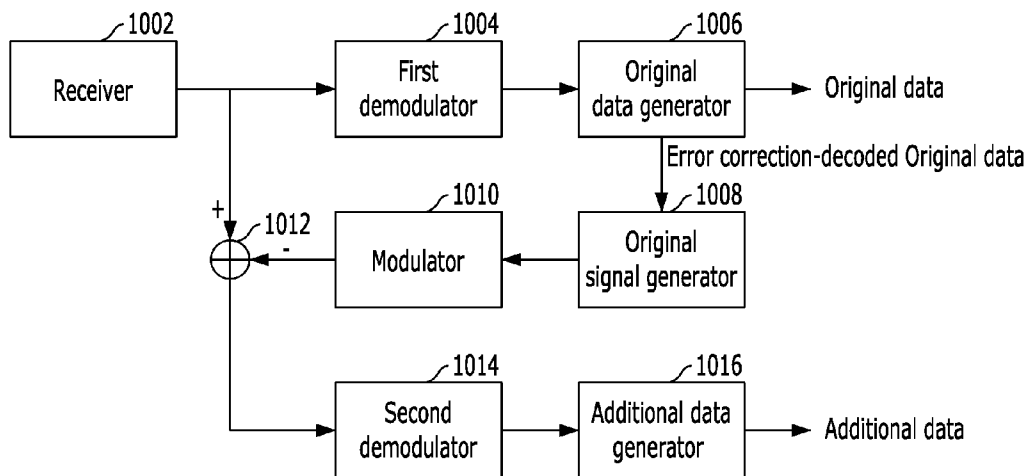 1002
1004
1006
Receiver
First
demodulator
Original
data generator
Original data
Error correction-decoded Original data
1010
1008
+
1012
-
Modulator
Original
signal generator
1014
1016
Second
demodulator
Additional data
generator
Additional data